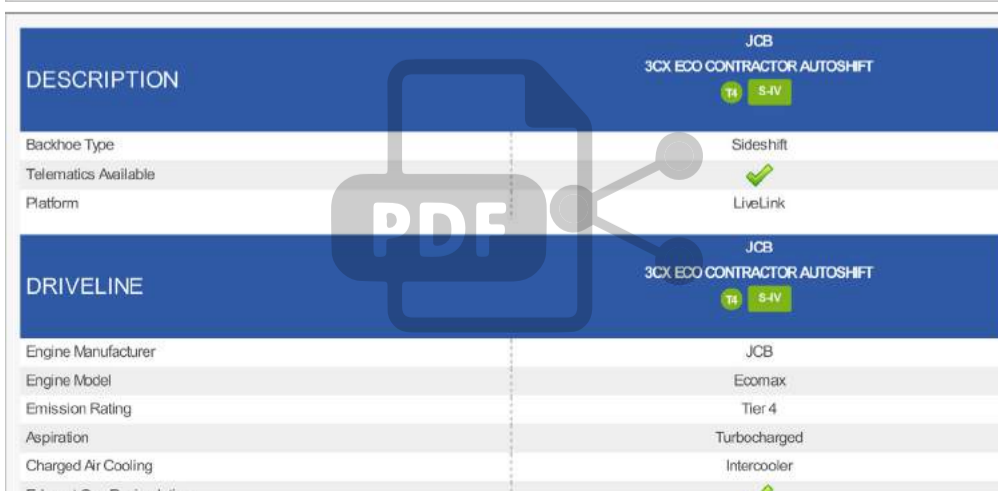 JCB
3CX ECO CONTRACTOR AUTOSHIFT
DESCRIPTION
T4 S-IV
Backhoe Type Sideshift
Telematics Available
Platform LiveLink
PDF
JCB
3CX ECO CONTRACTOR AUTOSHIFT
DRIVELINE
T4 S-IV
Engine Manufacturer JCB
Engine Model Ecomax
Emission Rating Tier 4
Aspiration Turbocharged
Charged Air Cooling Intercooler